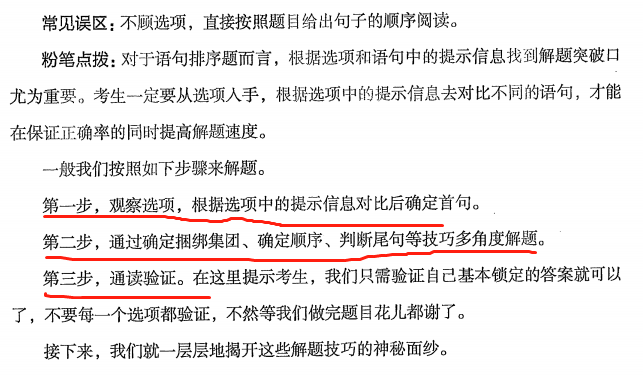 常见误区：不顾选项，直接按照题目给出句子的顺序阅读。
粉笔点拨：对于语句排序题而言，根据选项和语句中的提示信息找到解题突破口
尤为重要。考生一定要从选项入手，根据选项中的提示信息去对比不同的语句，才能
在保证正确率的同时提高解题速度。
一般我们按照如下步骤来解题。
第一步，观察选项，根据选项中的提示信息对比后确定首句。
第二步，通过确定捆绑集团、确定顺序、判断尾句等技巧多角度解题。
第三步，通读验证。在这里提示考生，我们只需验证自己基本锁定的答案就可以
了，不要每一个选项都验证，不然等我们做完题目花儿都谢了。
接下来，我们就一层层地揭开这些解题技巧的神秘面纱。